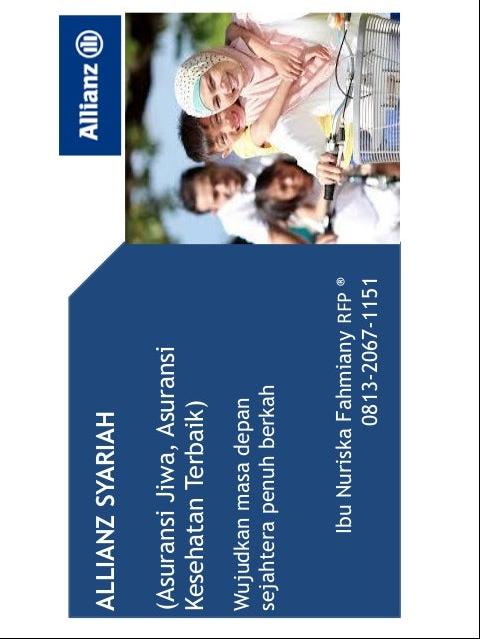 Allianz
ALLIANZ SYARIAH
(Asuransi Jiwa, Asuransi
Kesehatan Terbaik)
Wujudkan masa depan
sejahtera penuh berkah
Ibu Nuriska Fahmiany RFP ®
0813-2067-1151